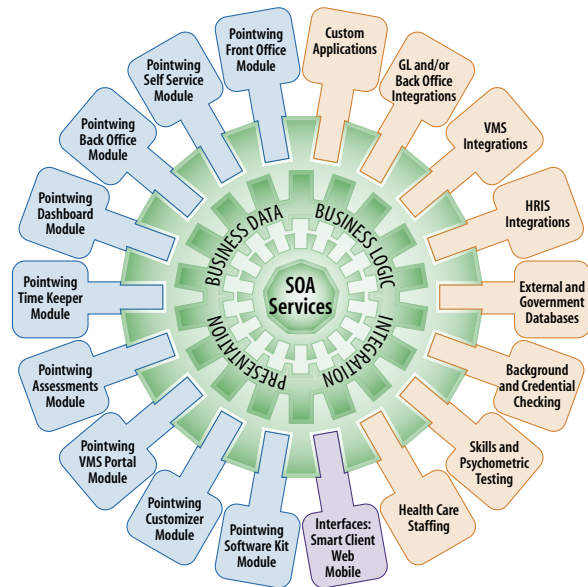 Pointwing
Front Office
Module
Custom
Applications
GL and/or
Back Office
Integrations
VMS
Integrations
HRIS
Integrations
External and
Government
Databases
Background
and Credential
Checking
Skills and
Psychometric
Testing
Health Care
Staffing
Interfaces:
Smart Client
Web
Mobile
Pointwing
Software Kit
Module
Pointwing
Customizer
Module
Pointwing
VMS Portal
Module
Pointwing
Assessments
Module
Pointwing
Time Keeper
Module
Pointwing
Dashboard
Module
Pointwing
Back Office
Module
Pointwing
Self Service
Module
BUSINESS DATA
BUSINESS LOGIC
INTEGRATION
PRESENTATION
SOA
Services